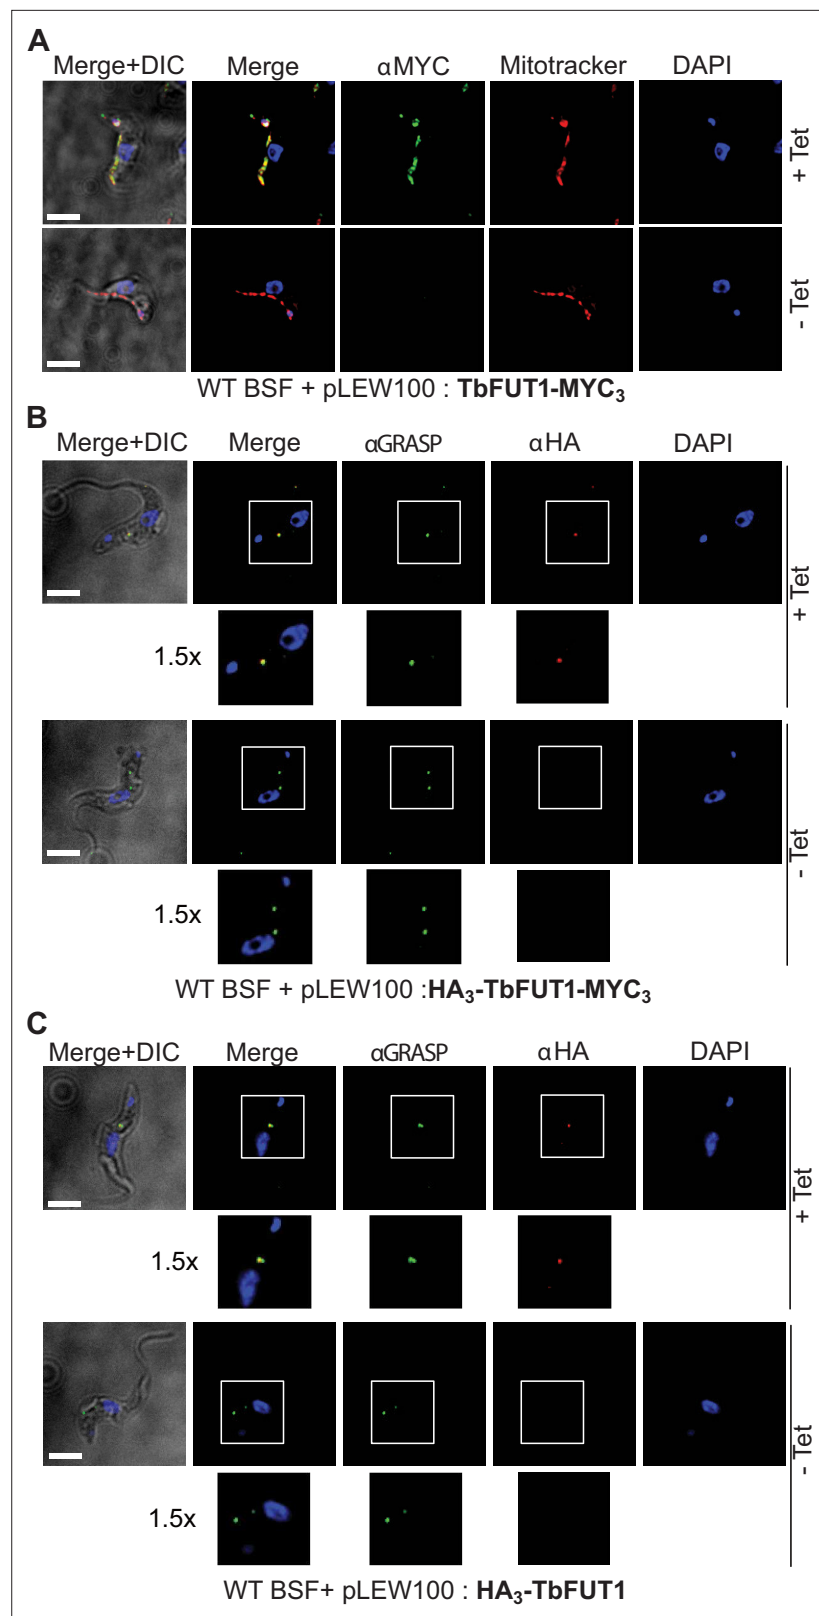 A
Merge+DIC Merge αMYC Mitotracker DAPI
+ Tet
- Tet
WT BSF + pLEW100 : TbFUT1-MYC₃
B
Merge+DIC Merge αGRASP αHA DAPI
+ Tet
1.5x
- Tet
1.5x
WT BSF + pLEW100 :HA₃-TbFUT1-MYC₃
C
Merge+DIC Merge αGRASP αHA DAPI
+ Tet
1.5x
- Tet
1.5x
WT BSF+ pLEW100 : HA₃-TbFUT1